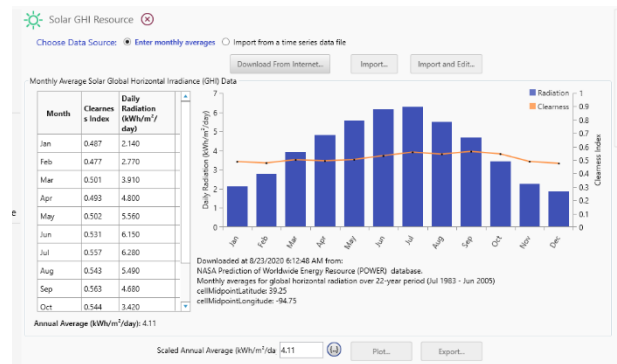 Solar GHI Resource
Choose Data Source: Enter monthly averages Import from a time series data file
Download From Internet... Import... Import and Edit...
Monthly Average Solar Global Horizontal Irradiance (GHI) Data
Month Clearness Index Daily Radiation (kWh/m²/day)
Jan 0.487 2.140
Feb 0.477 2.770
Mar 0.501 3.910
Apr 0.493 4.800
May 0.502 5.560
Jun 0.531 6.150
Jul 0.557 6.280
Aug 0.543 5.490
Sep 0.563 4.680
Oct 0.544 3.420
Annual Average (kWh/m²/day): 4.11
Daily Radiation (kWh/m²/day)
7
6
5
4
3
2
1
0
Jan Feb Mar Apr May Jun Jul Aug Sep Oct Nov Dec
Radiation
Clearness
1
0.9
0.8
0.7
0.6
0.5
0.4
0.3
0.2
0.1
0
Clearness Index
Downloaded at 8/23/2020 6:12:48 AM from:
NASA Prediction of Worldwide Energy Resource (POWER) database.
Monthly averages for global horizontal radiation over 22-year period (Jul 1983 - Jun 2005)
cellMidpointLatitude: 39.25
cellMidpointLongitude: -94.75
Scaled Annual Average (kWh/m²/da 4.11 Plot... Export...